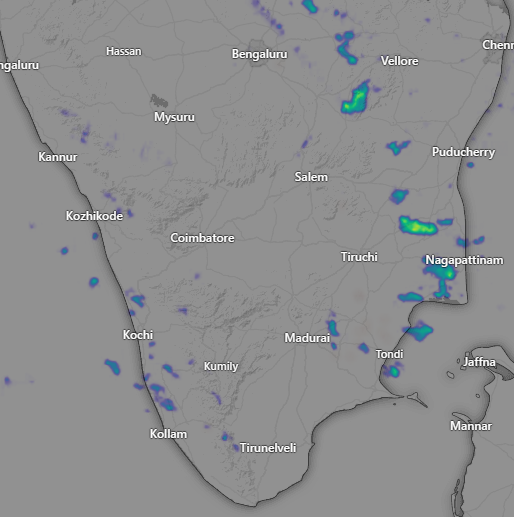 Hassan
Bengaluru
Chenn
ngaluru
Vellore
Mysuru
Kannur
Puducherry
Salem
Kozhikode
Coimbatore
Tiruchi
Nagapattinam
Kochi
Madurai
Tondi
Kumily
Jaffna
Mannar
Kollam
Tirunelveli